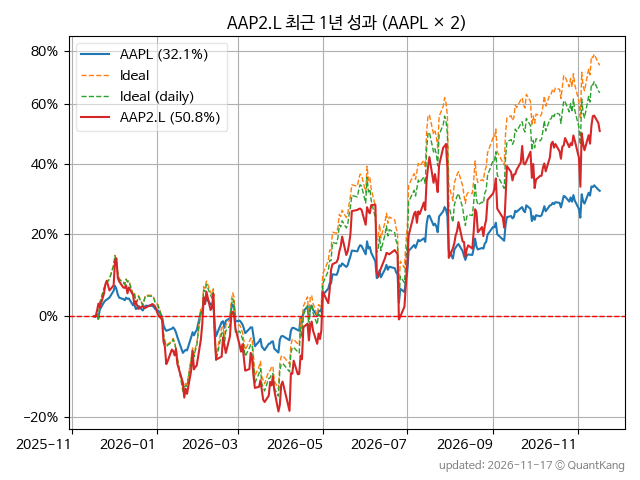 AAP2.L 최근 1년 성과 (AAPL × 2)
AAPL (32.1%)
Ideal
Ideal (daily)
AAP2.L (50.8%)
80%
60%
40%
20%
0%
−20%
2025-11 2026-01 2026-03 2026-05 2026-07 2026-09 2026-11
updated: 2026-11-17 © QuantKang